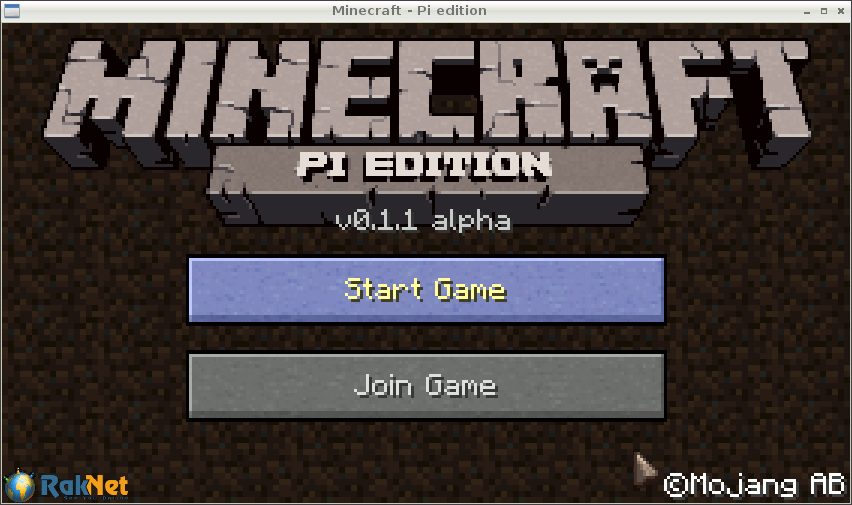 Minecraft - Pi edition
MINECRAFT
PI EDITION
v0.1.1 alpha
Start Game
Join Game
RakNet
©Mojang AB